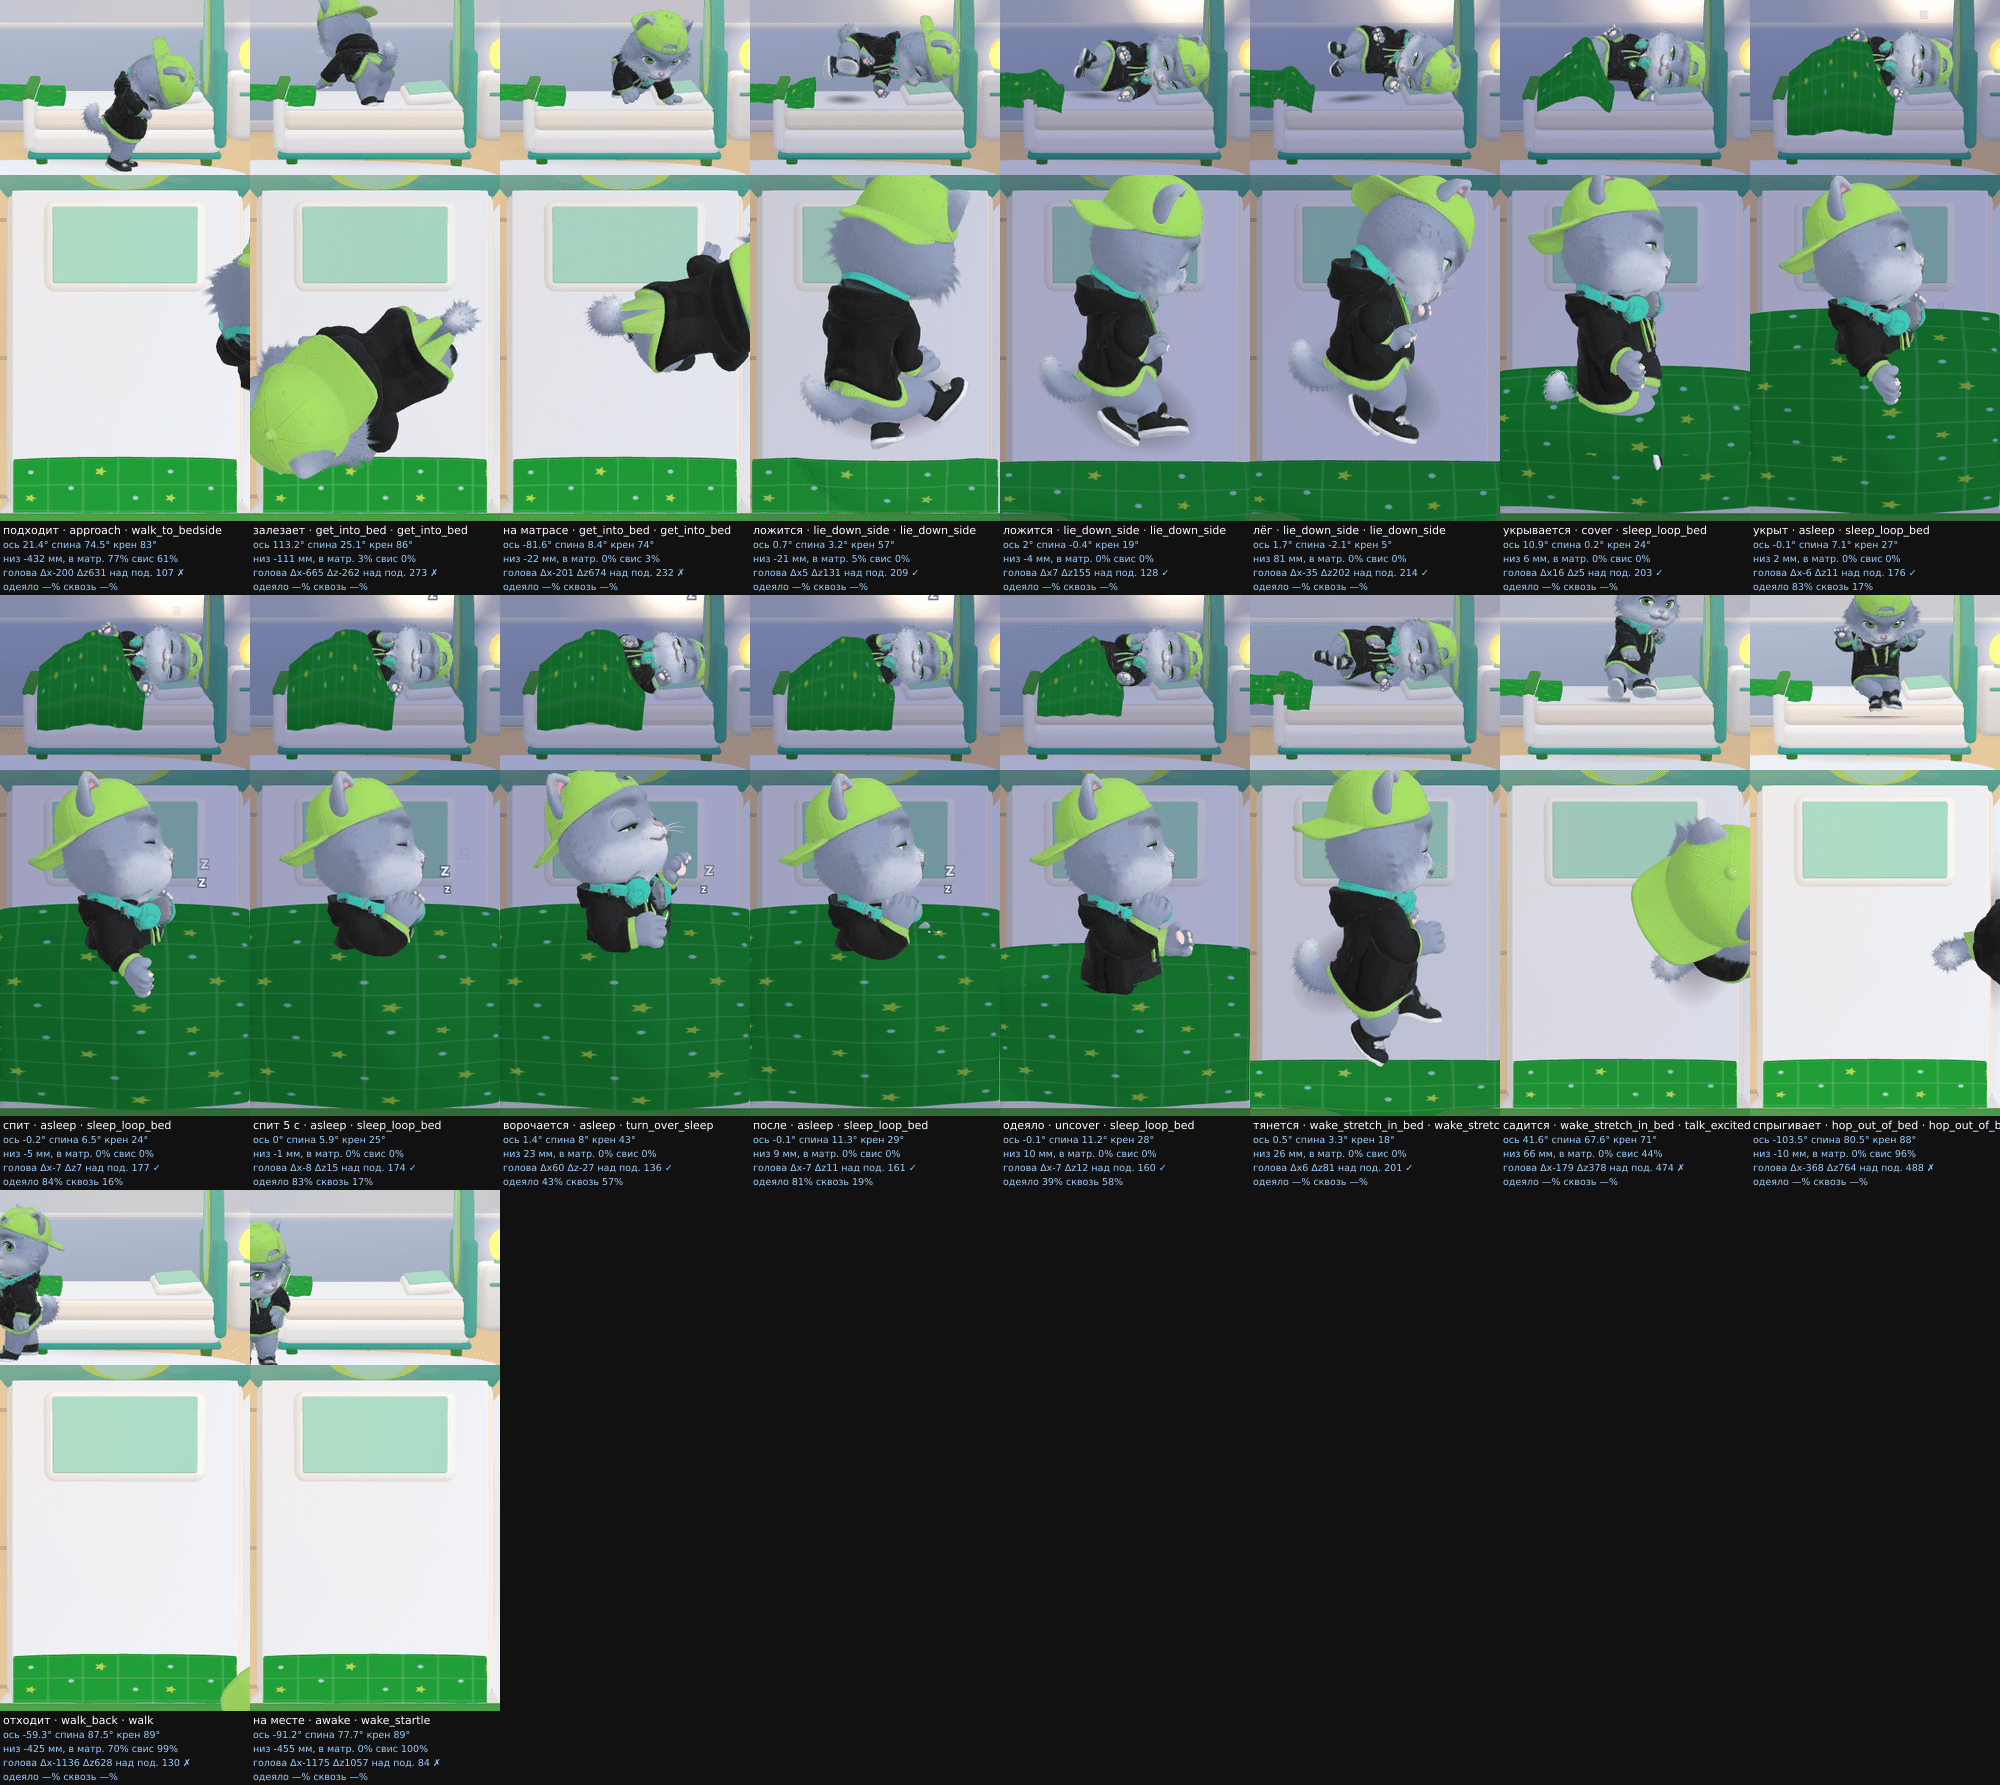 подходит · approach · walk_to_bedside
ось 21.4° спина 74.5° крен 83°
низ -432 мм, в матр. 77% свис 61%
голова Δx-200 Δz631 над под. 107 ✗
одеяло —% сквозь —%
залезает · get_into_bed · get_into_bed
ось 113.2° спина 25.1° крен 86°
низ -111 мм, в матр. 3% свис 0%
голова Δx-665 Δz-262 над под. 273 ✗
одеяло —% сквозь —%
на матрасе · get_into_bed · get_into_bed
ось -81.6° спина 8.4° крен 74°
низ -22 мм, в матр. 0% свис 3%
голова Δx-201 Δz674 над под. 232 ✗
одеяло —% сквозь —%
ложится · lie_down_side · lie_down_side
ось 0.7° спина 3.2° крен 57°
низ -21 мм, в матр. 5% свис 0%
голова Δx5 Δz131 над под. 209 ✓
одеяло —% сквозь —%
ложится · lie_down_side · lie_down_side
ось 2° спина -0.4° крен 19°
низ -4 мм, в матр. 0% свис 0%
голова Δx7 Δz155 над под. 128 ✓
одеяло —% сквозь —%
лёг · lie_down_side · lie_down_side
ось 1.7° спина -2.1° крен 5°
низ 81 мм, в матр. 0% свис 0%
голова Δx-35 Δz202 над под. 214 ✓
одеяло —% сквозь —%
укрывается · cover · sleep_loop_bed
ось 10.9° спина 0.2° крен 24°
низ 6 мм, в матр. 0% свис 0%
голова Δx16 Δz5 над под. 203 ✓
одеяло —% сквозь —%
укрыт · asleep · sleep_loop_bed
ось -0.1° спина 7.1° крен 27°
низ 2 мм, в матр. 0% свис 0%
голова Δx-6 Δz11 над под. 176 ✓
одеяло 83% сквозь 17%
z
z
z
z
z
z
z
z
z
z
z
спит · asleep · sleep_loop_bed
ось -0.2° спина 6.5° крен 24°
низ -5 мм, в матр. 0% свис 0%
голова Δx-7 Δz7 над под. 177 ✓
одеяло 84% сквозь 16%
спит 5 с · asleep · sleep_loop_bed
ось 0° спина 5.9° крен 25°
низ -1 мм, в матр. 0% свис 0%
голова Δx-8 Δz15 над под. 174 ✓
одеяло 83% сквозь 17%
ворочается · asleep · turn_over_sleep
ось 1.4° спина 8° крен 43°
низ 23 мм, в матр. 0% свис 0%
голова Δx60 Δz-27 над под. 136 ✓
одеяло 43% сквозь 57%
после · asleep · sleep_loop_bed
ось -0.1° спина 11.3° крен 29°
низ 9 мм, в матр. 0% свис 0%
голова Δx-7 Δz11 над под. 161 ✓
одеяло 81% сквозь 19%
одеяло · uncover · sleep_loop_bed
ось -0.1° спина 11.2° крен 28°
низ 10 мм, в матр. 0% свис 0%
голова Δx-7 Δz12 над под. 160 ✓
одеяло 39% сквозь 58%
тянется · wake_stretch_in_bed · wake_stretc
ось 0.5° спина 3.3° крен 18°
низ 26 мм, в матр. 0% свис 0%
голова Δx6 Δz81 над под. 201 ✓
одеяло —% сквозь —%
садится · wake_stretch_in_bed · talk_excited
ось 41.6° спина 67.6° крен 71°
низ 66 мм, в матр. 0% свис 44%
голова Δx-179 Δz378 над под. 474 ✗
одеяло —% сквозь —%
спрыгивает · hop_out_of_bed · hop_out_of_b
ось -103.5° спина 80.5° крен 88°
низ -10 мм, в матр. 0% свис 96%
голова Δx-368 Δz764 над под. 488 ✗
одеяло —% сквозь —%
отходит · walk_back · walk
ось -59.3° спина 87.5° крен 89°
низ -425 мм, в матр. 70% свис 99%
голова Δx-1136 Δz628 над под. 130 ✗
одеяло —% сквозь —%
на месте · awake · wake_startle
ось -91.2° спина 77.7° крен 89°
низ -455 мм, в матр. 0% свис 100%
голова Δx-1175 Δz1057 над под. 84 ✗
одеяло —% сквозь —%